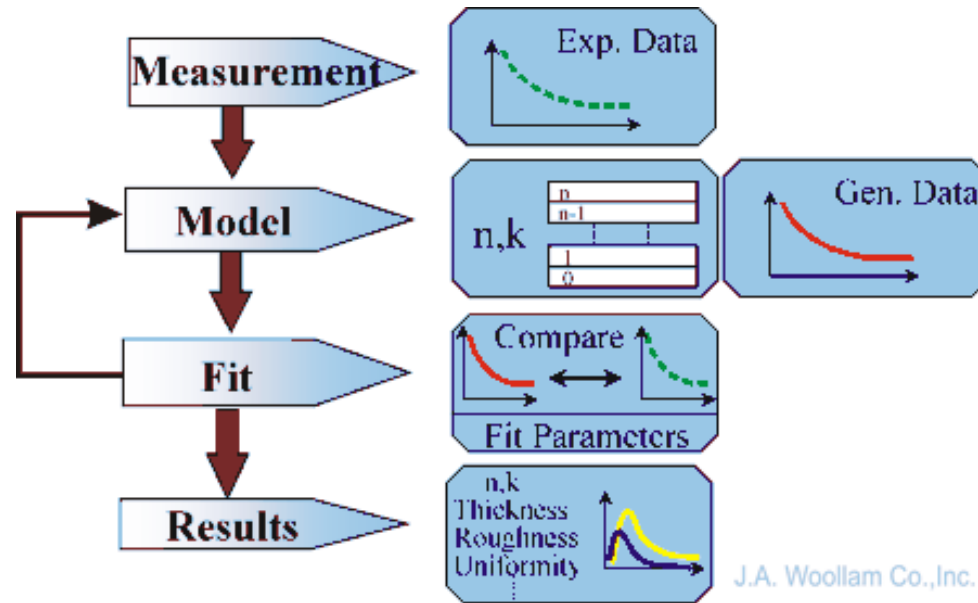 Measurement
Exp. Data
Model
n,k
n
n-1
1
0
Gen. Data
Fit
Compare
Fit Parameters
Results
n,k
Thickness
Roughness
Uniformity
J.A. Woollam Co.,Inc.